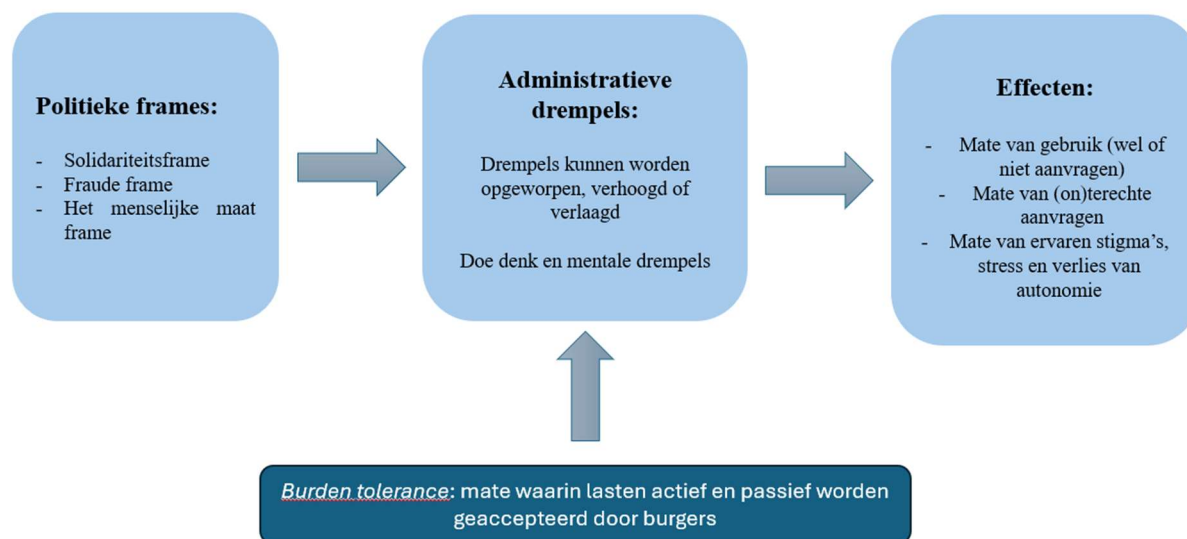 Politieke frames:
- Solidariteitsframe
- Fraude frame
- Het menselijke maat
frame
Administratieve
drempels:
Drempels kunnen worden
opgeworpen, verhoogd of
verlaagd
Doe denk en mentale drempels
Effecten:
- Mate van gebruik (wel of
niet aanvragen)
- Mate van (on)terechte
aanvragen
- Mate van ervaren stigma’s,
stress en verlies van
autonomie
Burden tolerance: mate waarin lasten actief en passief worden
geaccepteerd door burgers